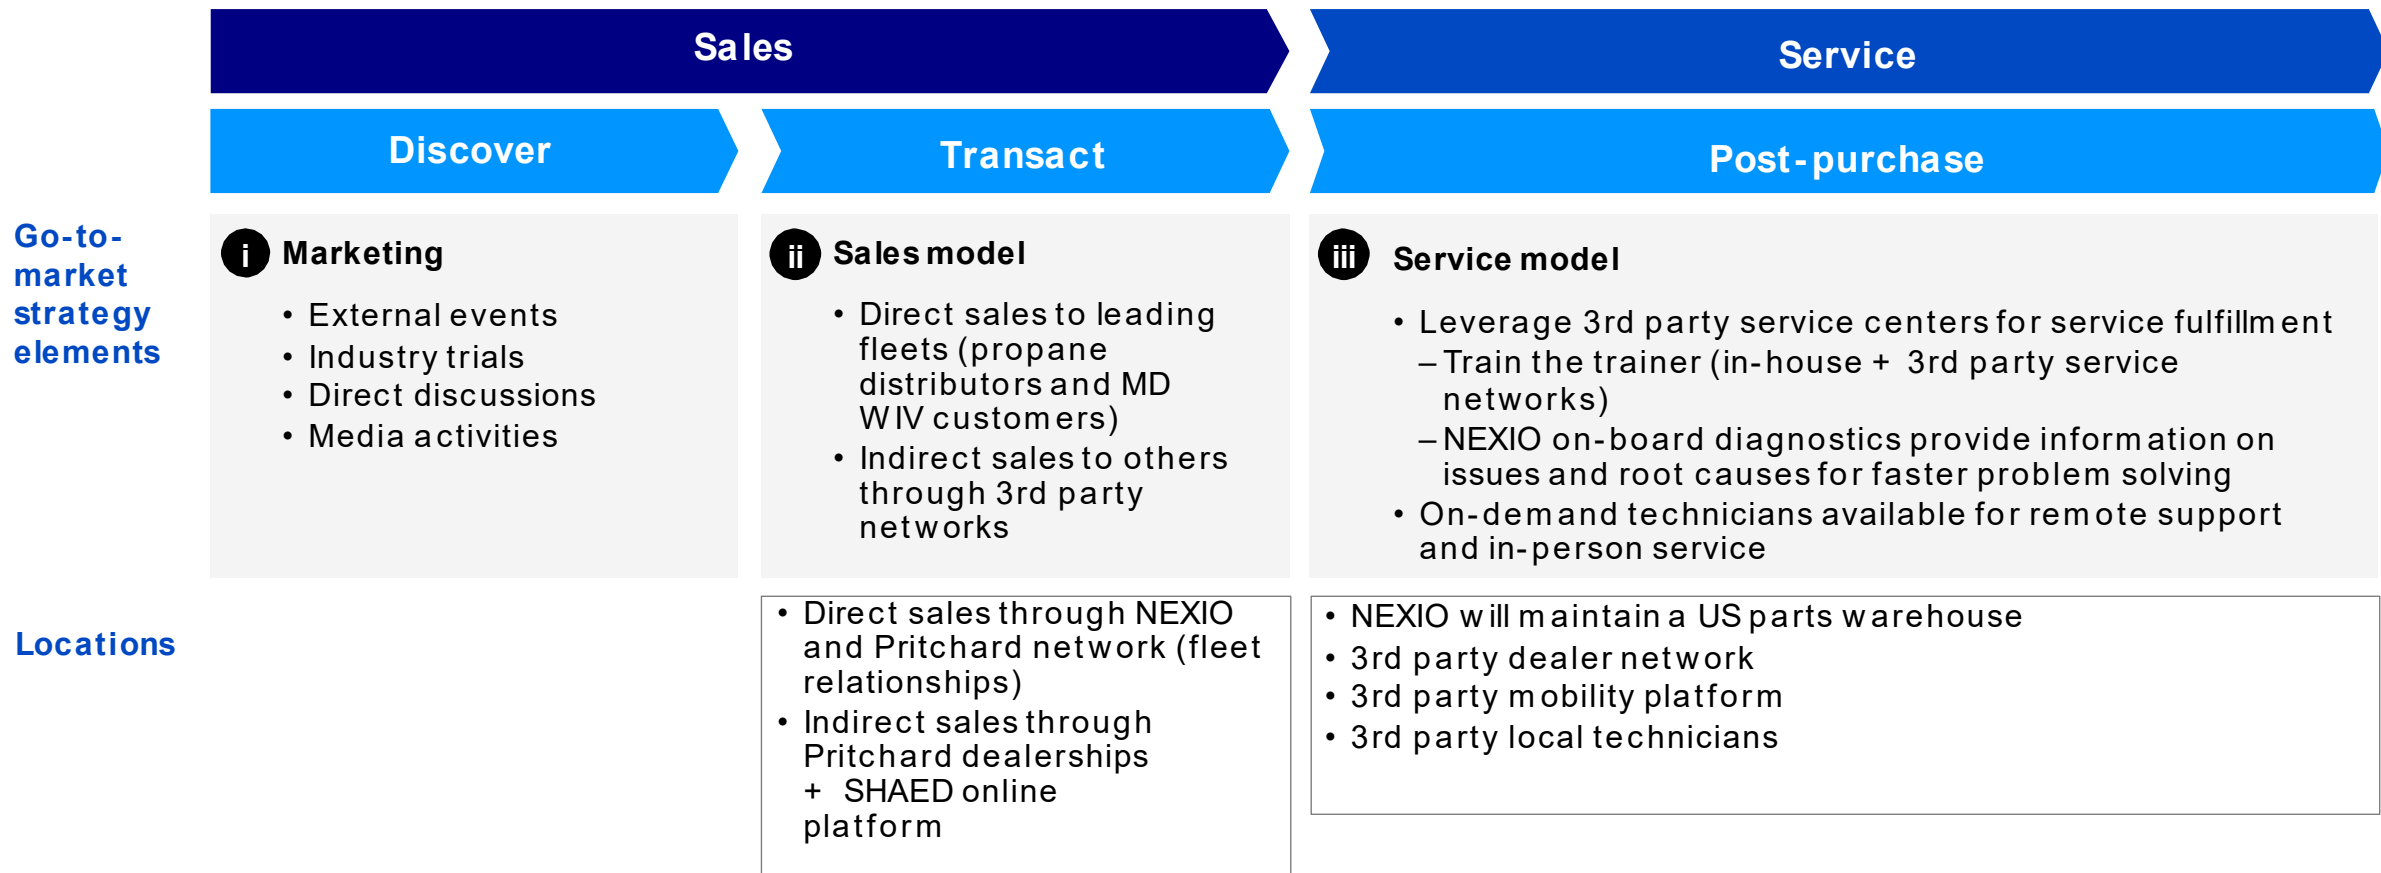 Sales
Service
Discover
Transact
Post-purchase
Go-to-
market
strategy
elements
i Marketing
• External events
• Industry trials
• Direct discussions
• Media activities
ii Sales model
• Direct sales to leading
fleets (propane
distributors and MD
WIV customers)
• Indirect sales to others
through 3rd party
networks
iii Service model
• Leverage 3rd party service centers for service fulfillment
– Train the trainer (in-house + 3rd party service
networks)
– NEXIO on-board diagnostics provide information on
issues and root causes for faster problem solving
• On-demand technicians available for remote support
and in-person service
Locations
• Direct sales through NEXIO
and Pritchard network (fleet
relationships)
• Indirect sales through
Pritchard dealerships
+ SHAED online
platform
• NEXIO will maintain a US parts warehouse
• 3rd party dealer network
• 3rd party mobility platform
• 3rd party local technicians